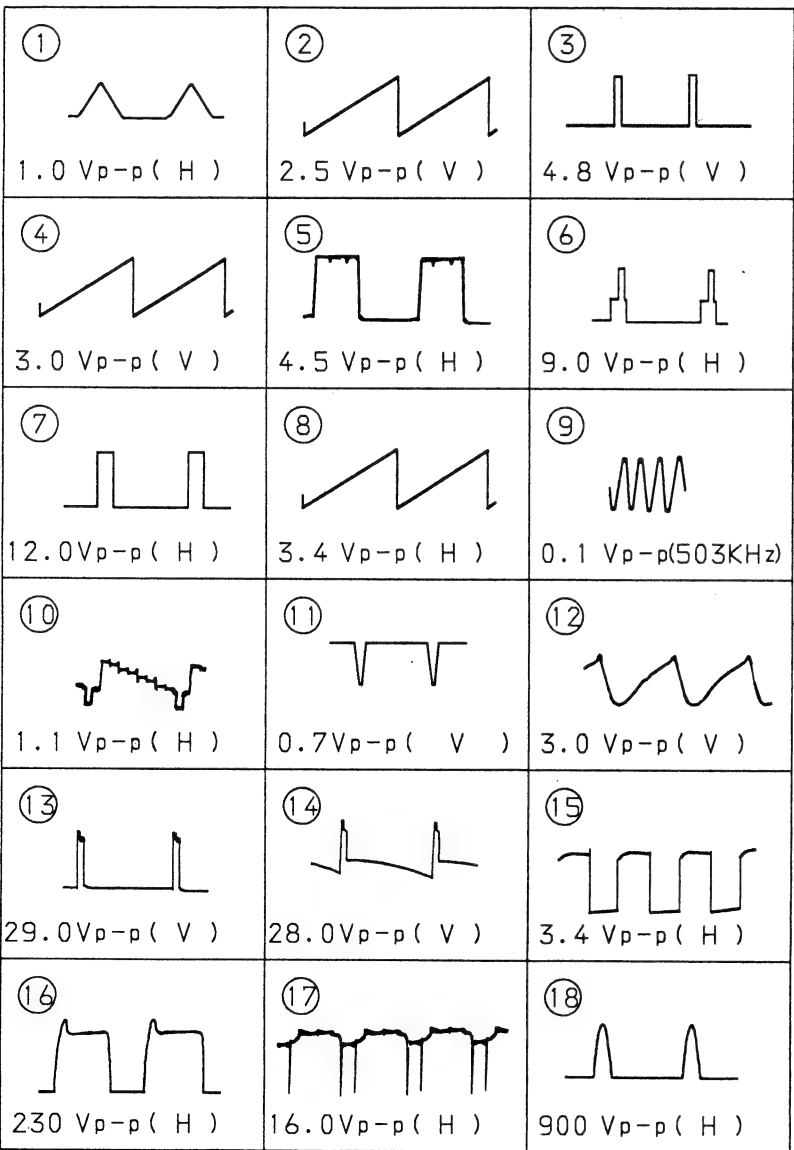 ① ② ③
1.0 Vp-p( H ) 2.5 Vp-p( V ) 4.8 Vp-p( V )
④ ⑤ ⑥
3.0 Vp-p( V ) 4.5 Vp-p( H ) 9.0 Vp-p( H )
⑦ ⑧ ⑨
12.0Vp-p( H ) 3.4 Vp-p( H ) 0.1 Vp-p(503KHz)
⑩ ⑪ ⑫
1.1 Vp-p( H ) 0.7Vp-p( V ) 3.0 Vp-p( V )
⑬ ⑭ ⑮
29.0Vp-p( V ) 28.0Vp-p( V ) 3.4 Vp-p( H )
⑯ ⑰ ⑱
230 Vp-p( H ) 16.0Vp-p( H ) 900 Vp-p( H )